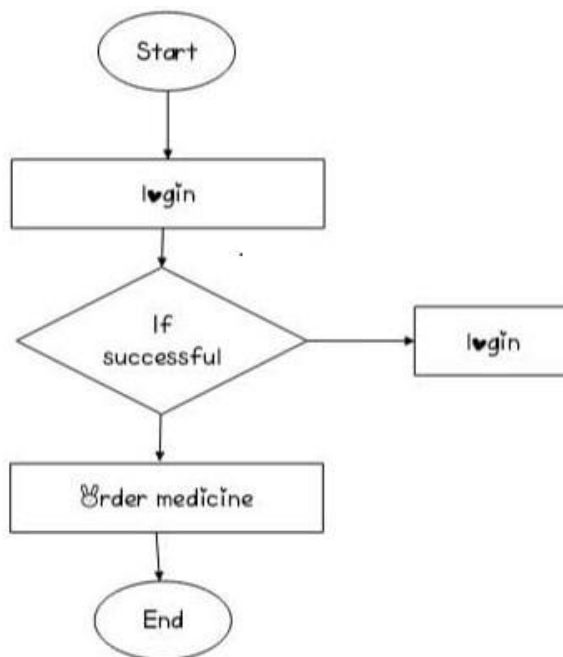 Start
login
If
successful
login
Order medicine
End